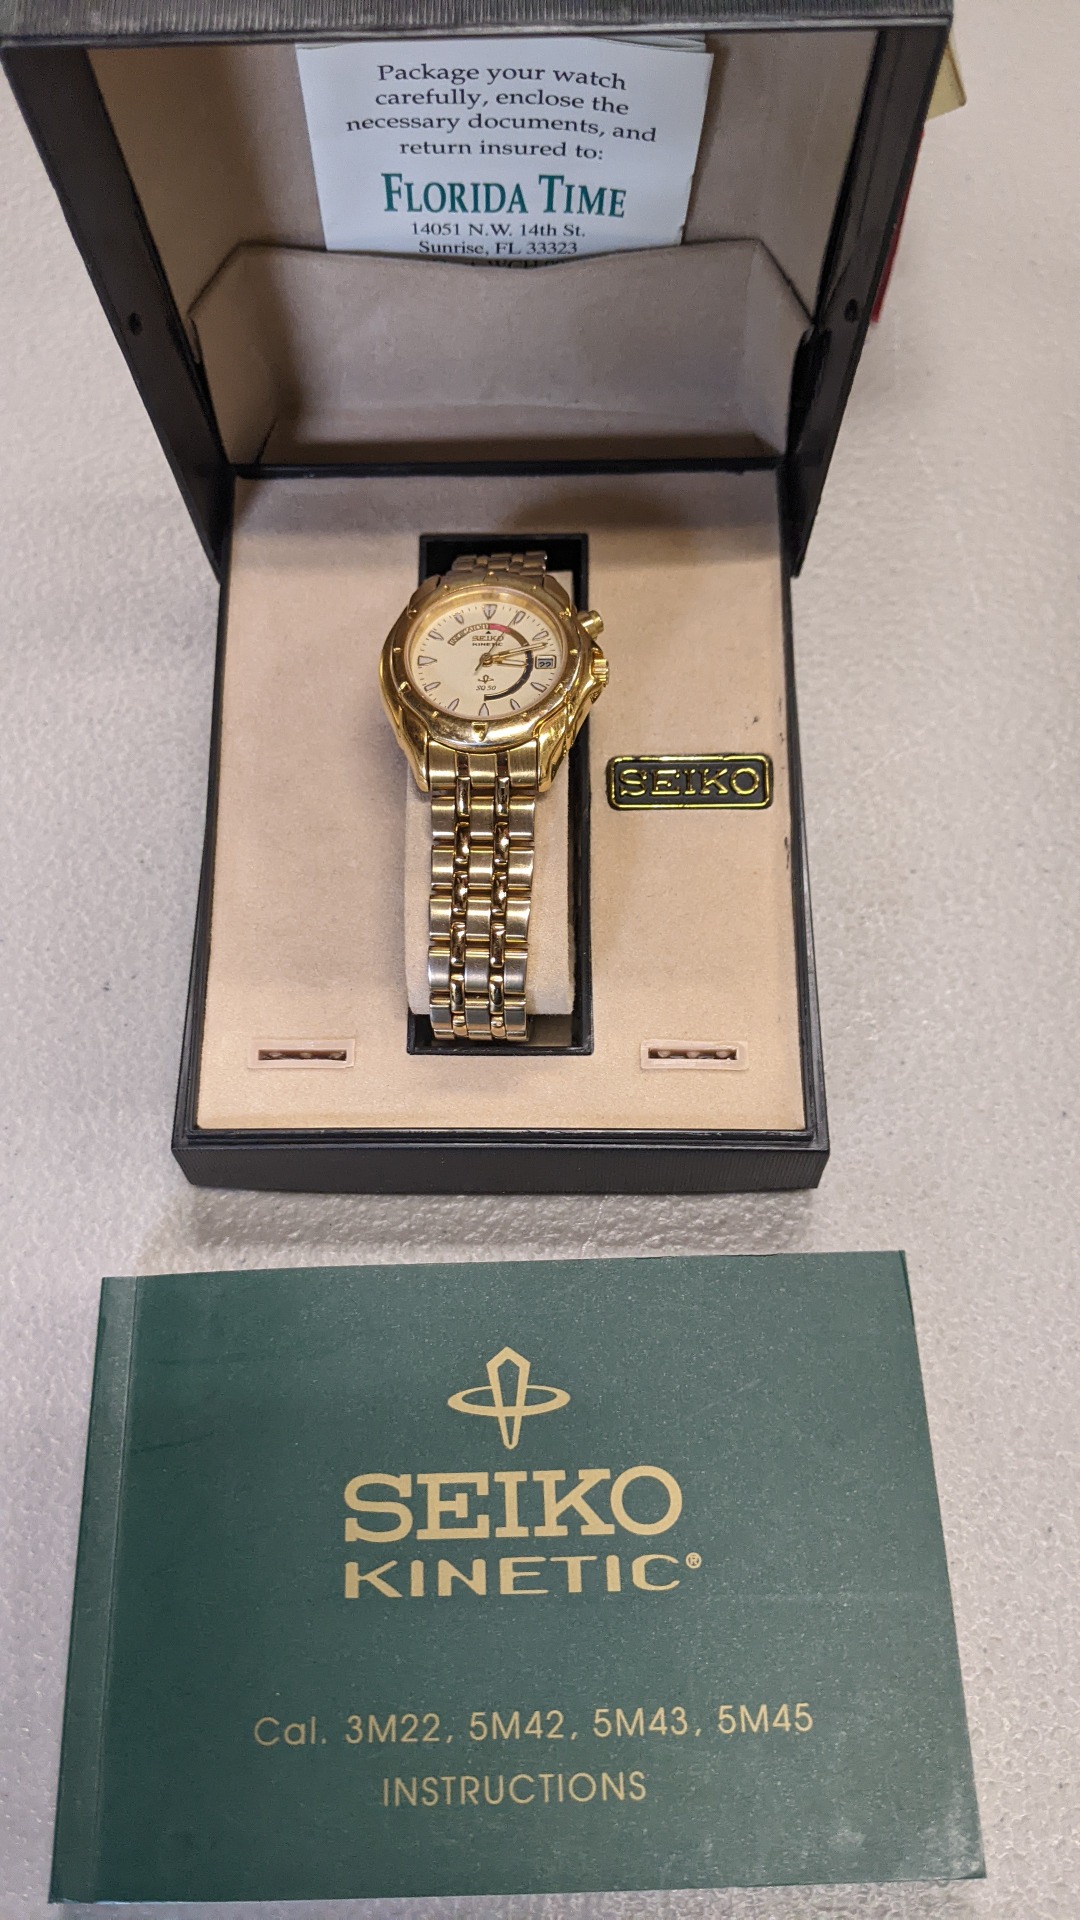 Package your watch
carefully, enclose the
necessary documents, and
return insured to:
FLORIDA TIME
14051 N.W. 14th St.
Sunrise, FL 33323
SEIKO
KINETIC
22
SQ 50
SEIKO
SEIKO
KINETIC®
Cal. 3M22, 5M42, 5M43, 5M45
INSTRUCTIONS